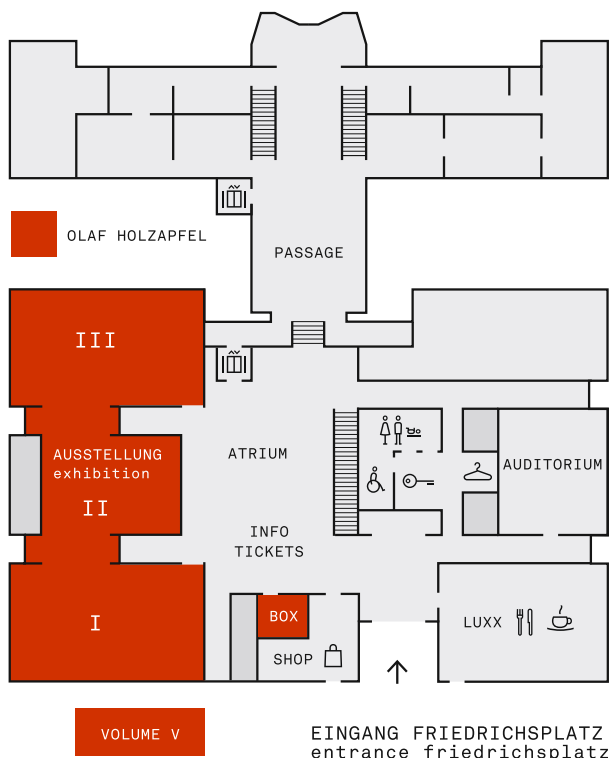 OLAF HOLZAPFEL
PASSAGE
III
AUSSTELLUNG
exhibition
II
ATRIUM
AUDITORIUM
INFO
TICKETS
I
BOX
LUXX
SHOP
VOLUME V
EINGANG FRIEDRICHSPLATZ
entrance friedrichsplatz